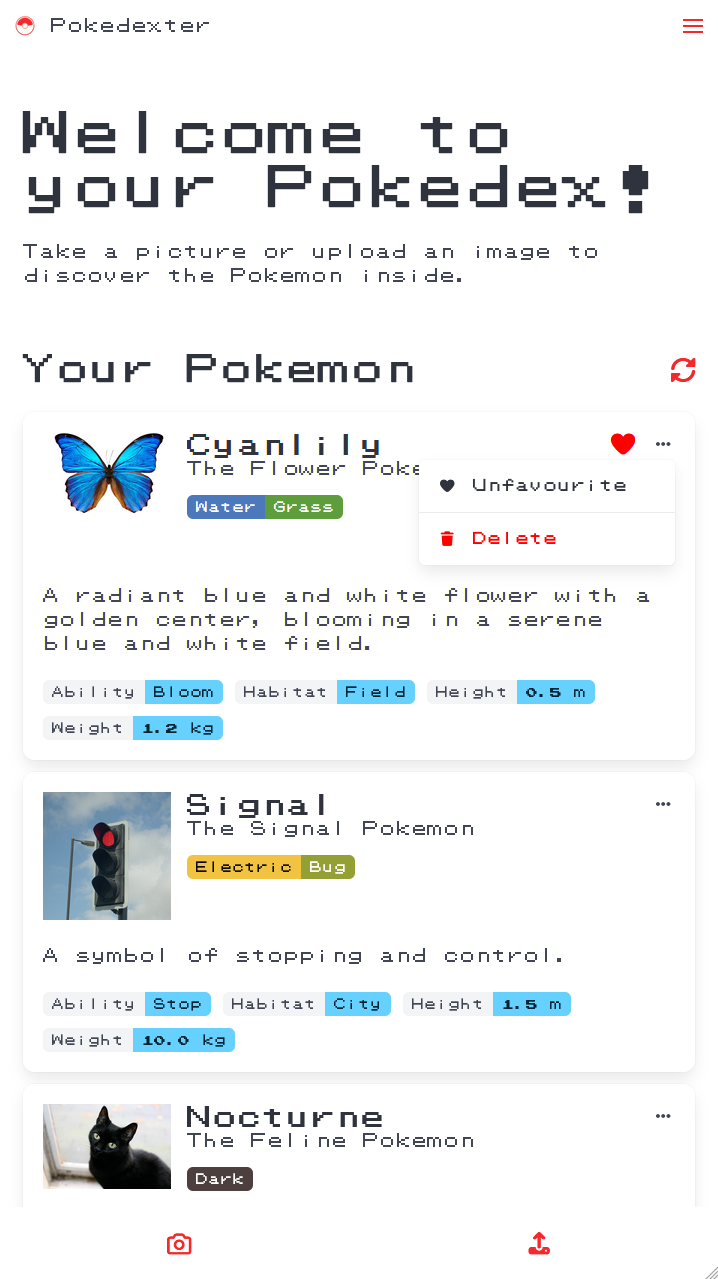 Pokedexter
Welcome to
your Pokedex!
Take a picture or upload an image to
discover the Pokemon inside.
Your Pokemon
Cyanlily
The Flower Poke
Unfavourite
Water Grass
Delete
A radiant blue and white flower with a
golden center, blooming in a serene
blue and white field.
Ability Bloom Habitat Field Height 0.5 m
Weight 1.2 kg
Signal
The Signal Pokemon
Electric Bug
A symbol of stopping and control.
Ability Stop Habitat City Height 1.5 m
Weight 10.0 kg
Nocturne
The Feline Pokemon
Dark